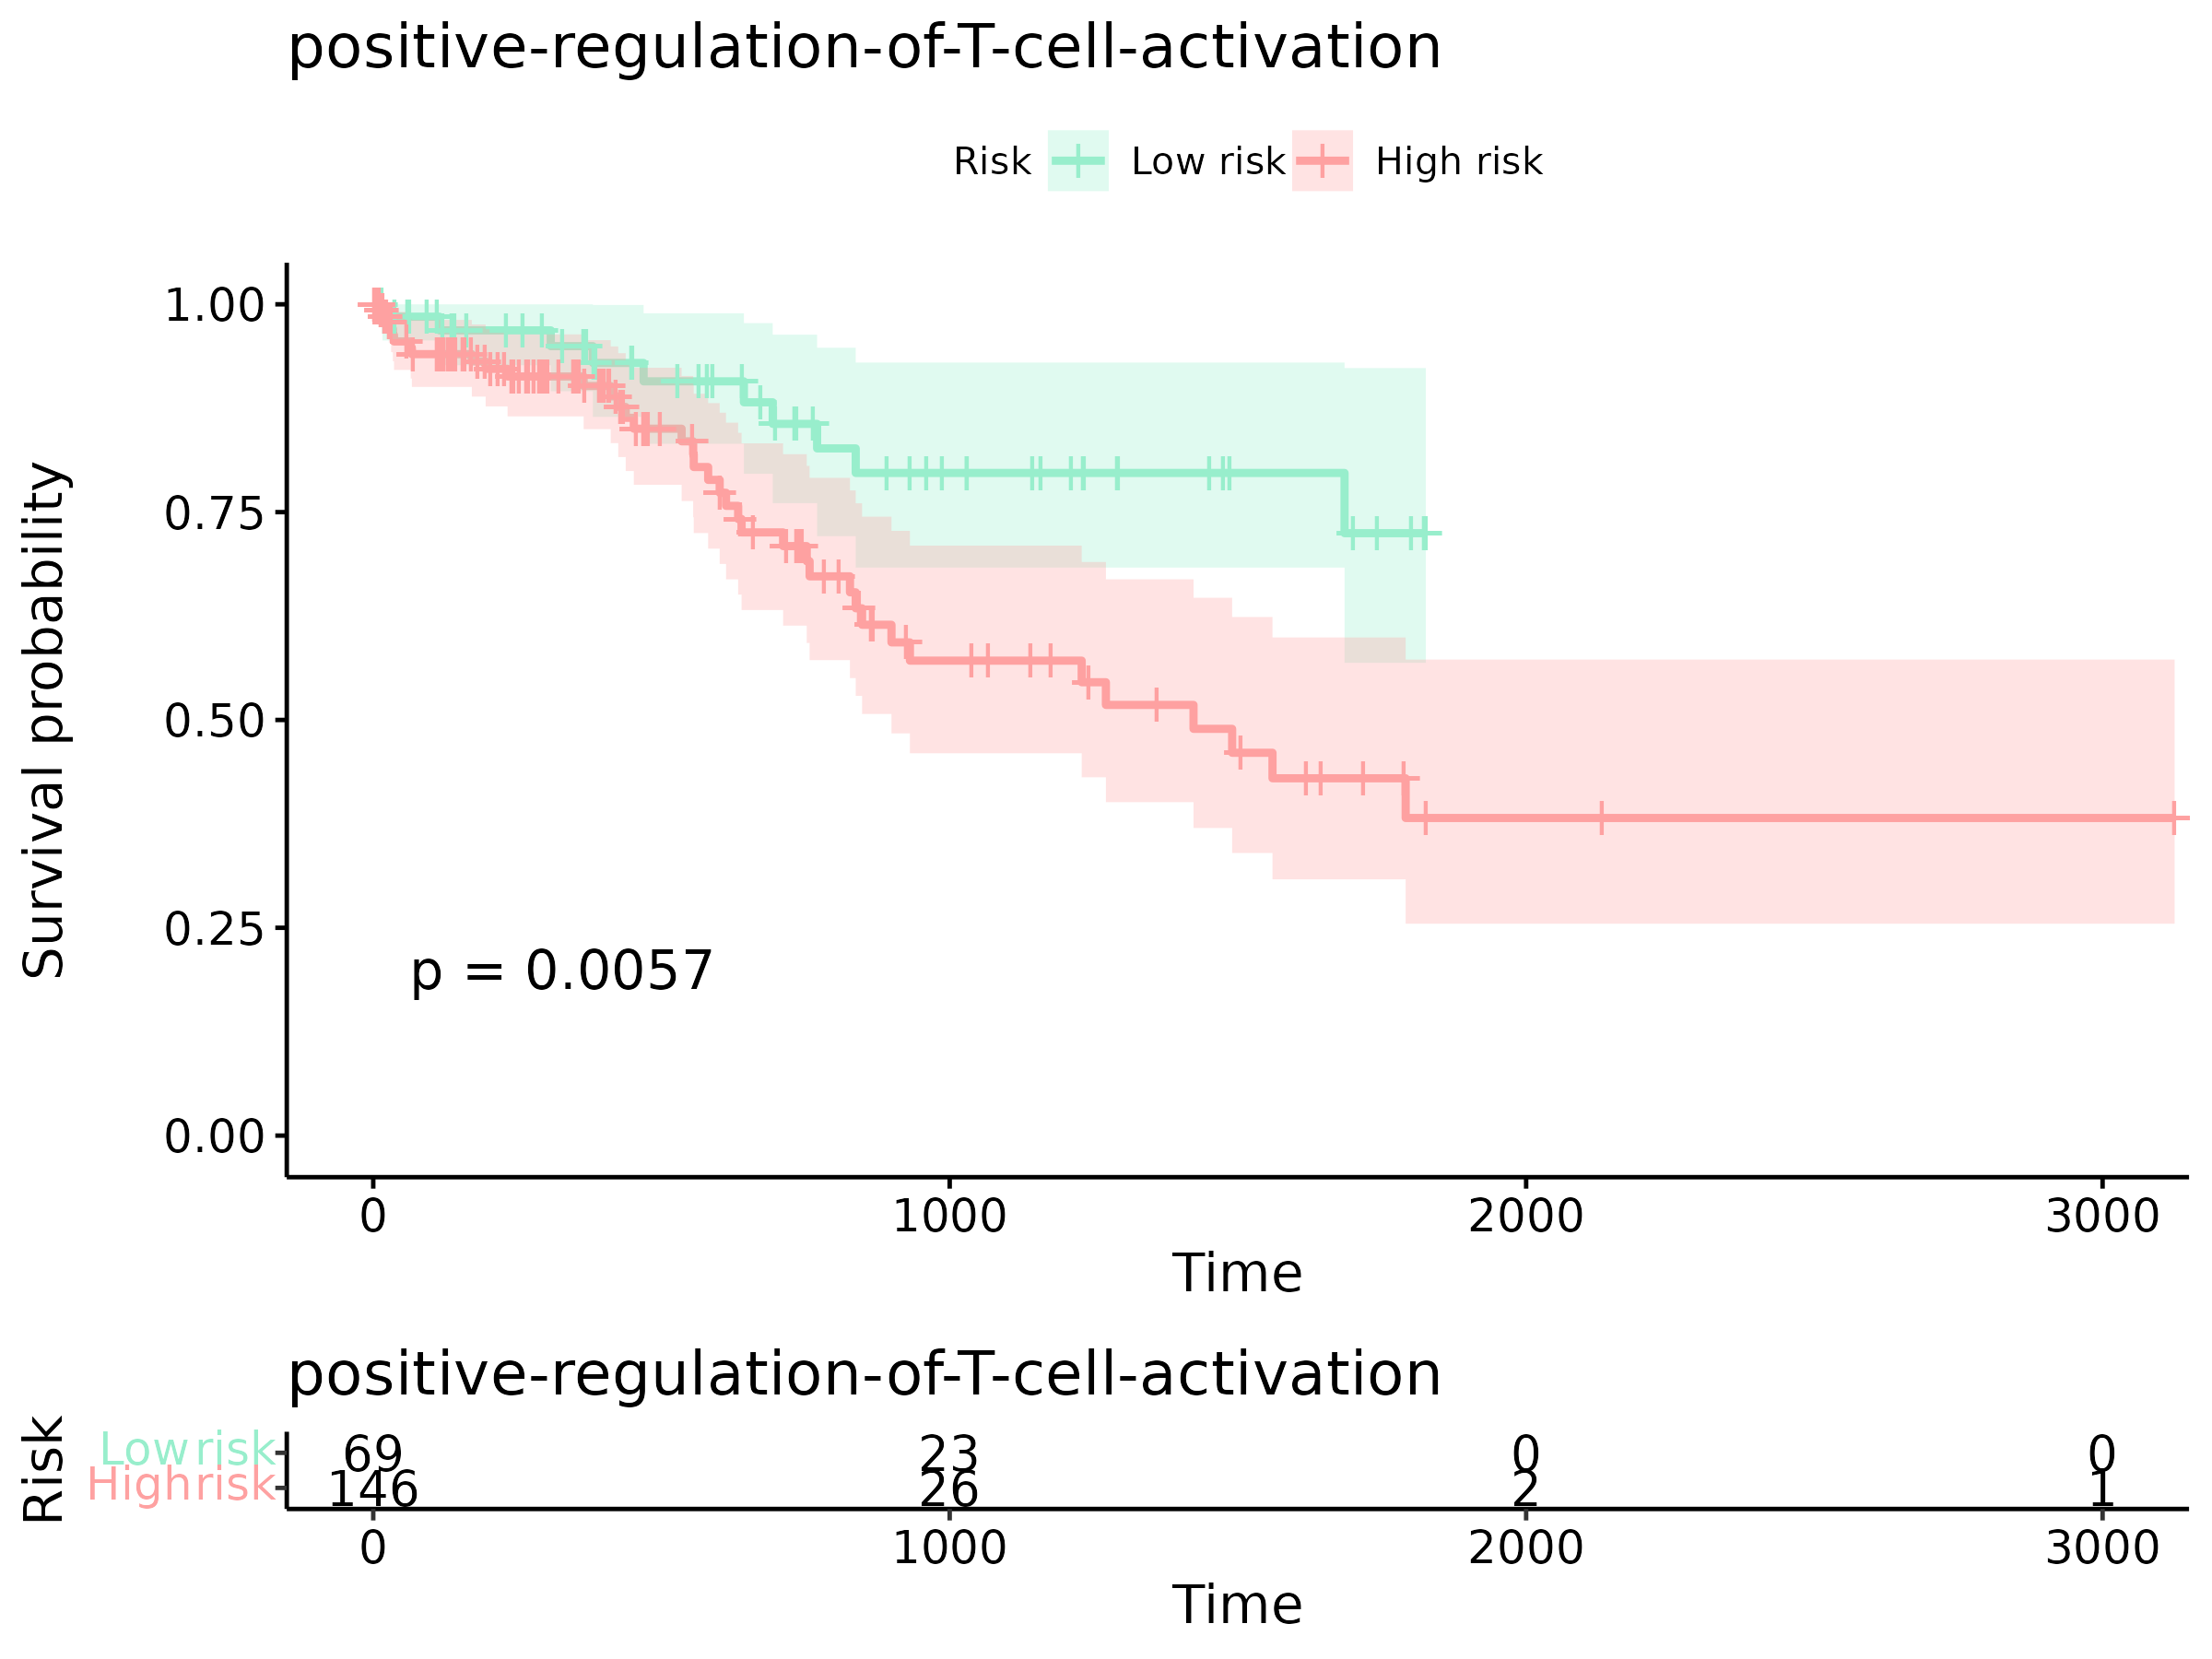 positive-regulation-of-T-cell-activation
Risk Low risk High risk
Survival probability
1.00
0.75
0.50
0.25
0.00
p = 0.0057
0 1000 2000 3000
Time
positive-regulation-of-T-cell-activation
Risk
Low risk 69 23 0 0
High risk 146 26 2 1
0 1000 2000 3000
Time